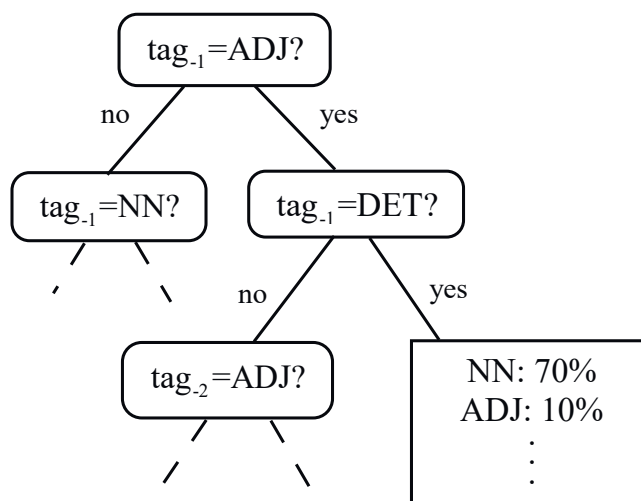 tag₋₁=ADJ?
no
yes
tag₋₁=NN?
tag₋₁=DET?
no
yes
tag₋₂=ADJ?
NN: 70%
ADJ: 10%
.
.
.